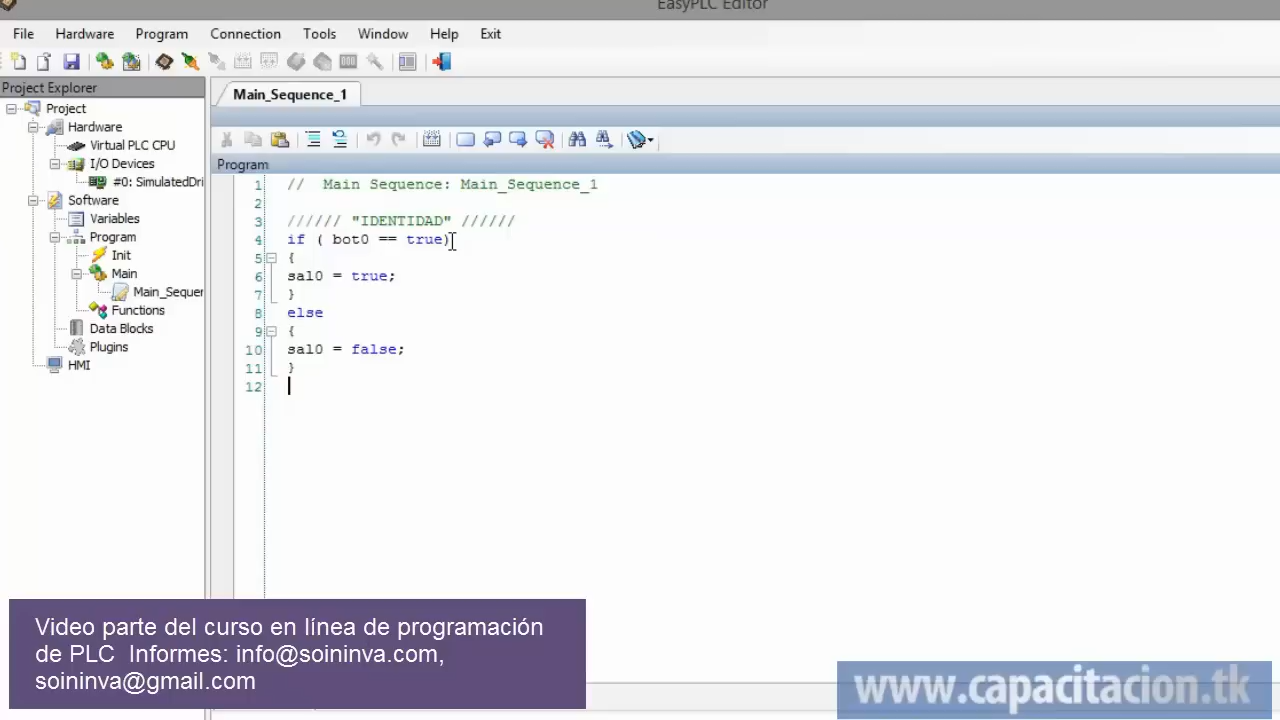 EasyPLC Editor
File Hardware Program Connection Tools Window Help Exit
Project Explorer
Main_Sequence_1
Project
Hardware
Virtual PLC CPU
I/O Devices
#0: SimulatedDri
Software
Variables
Program
Init
Main
Main_Sequer
Functions
Data Blocks
Plugins
HMI
Program
1 // Main Sequence: Main_Sequence_1
2
3 ////// "IDENTIDAD" //////
4 if ( bot0 == true)
5 {
6 sal0 = true;
7 }
8 else
9 {
10 sal0 = false;
11 }
12
Video parte del curso en línea de programación
de PLC Informes: info@soininva.com,
soininva@gmail.com
www.capacitacion.tk